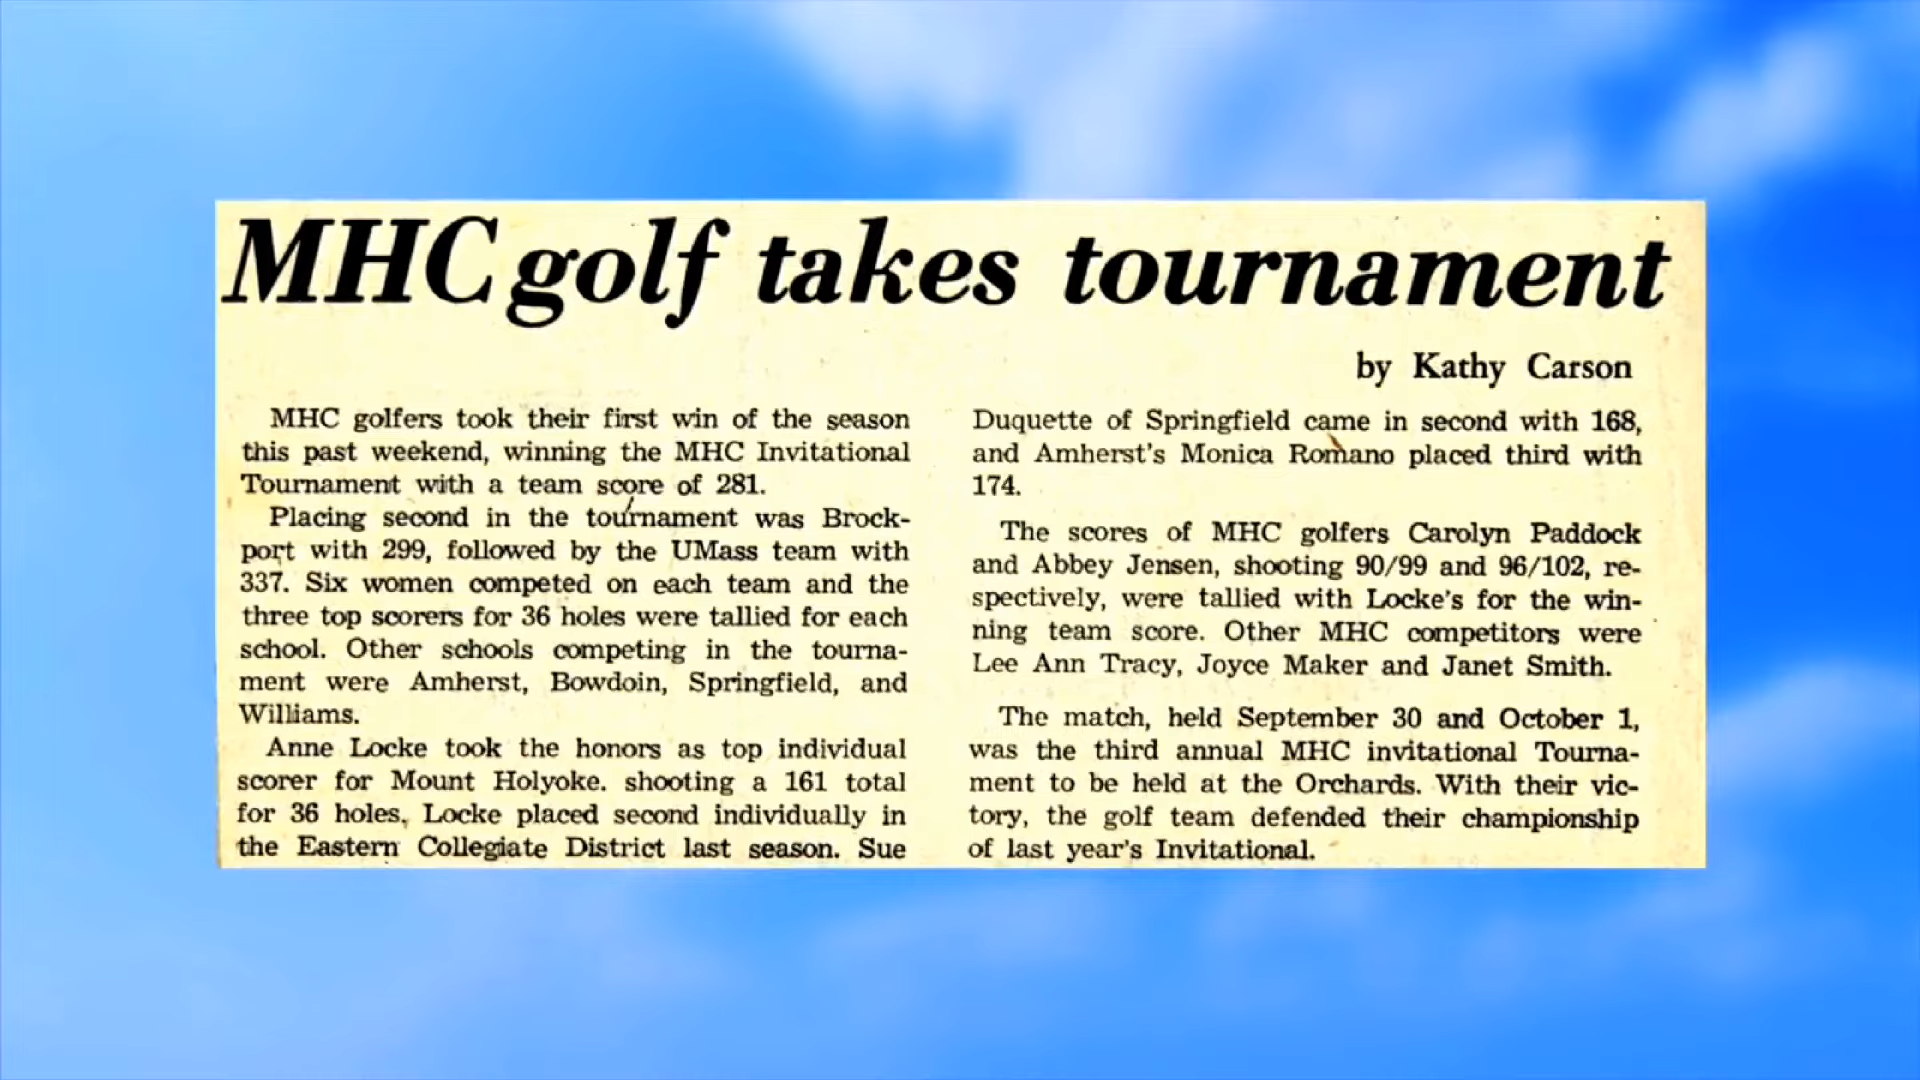 MHC golf takes tournament
by Kathy Carson
MHC golfers took their first win of the season
this past weekend, winning the MHC Invitational
Tournament with a team score of 281.
Placing second in the tournament was Brock-
port with 299, followed by the UMass team with
337. Six women competed on each team and the
three top scorers for 36 holes were tallied for each
school. Other schools competing in the tourna-
ment were Amherst, Bowdoin, Springfield, and
Williams.
Anne Locke took the honors as top individual
scorer for Mount Holyoke. shooting a 161 total
for 36 holes. Locke placed second individually in
the Eastern Collegiate District last season. Sue
Duquette of Springfield came in second with 168,
and Amherst's Monica Romano placed third with
174.
The scores of MHC golfers Carolyn Paddock
and Abbey Jensen, shooting 90/99 and 96/102, re-
spectively, were tallied with Locke's for the win-
ning team score. Other MHC competitors were
Lee Ann Tracy, Joyce Maker and Janet Smith.
The match, held September 30 and October 1,
was the third annual MHC invitational Tourna-
ment to be held at the Orchards. With their vic-
tory, the golf team defended their championship
of last year's Invitational.